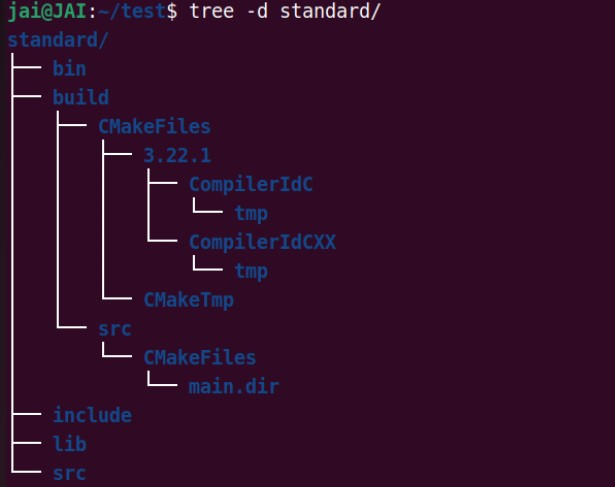 jai@JAI:~/test$ tree -d standard/
standard/
├── bin
├── build
│   ├── CMakeFiles
│   │   ├── 3.22.1
│   │   │   ├── CompilerIdC
│   │   │   │   └── tmp
│   │   │   └── CompilerIdCXX
│   │   │       └── tmp
│   │   └── CMakeTmp
│   └── src
│       └── CMakeFiles
│           └── main.dir
├── include
├── lib
└── src